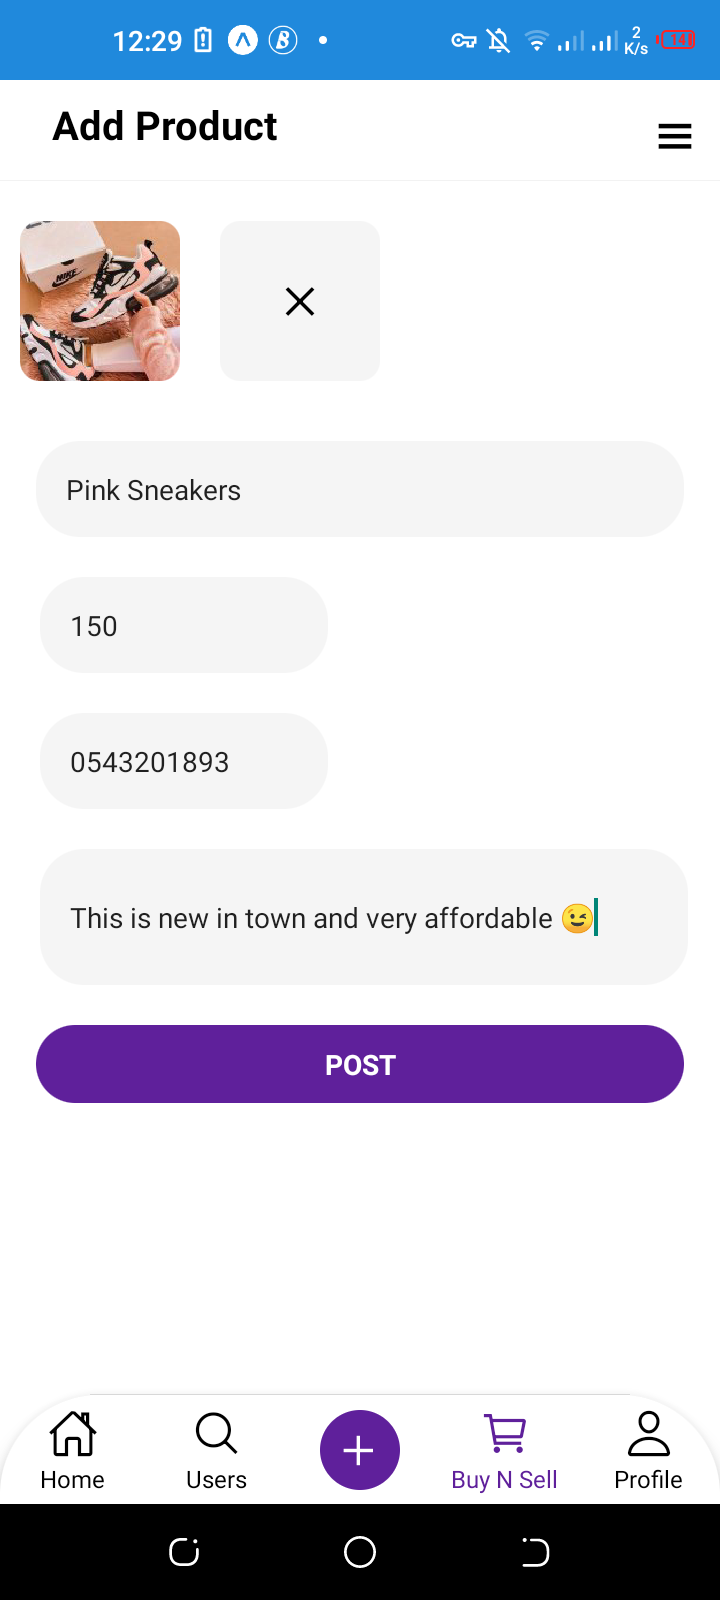 12:29
2
K/s
Add Product
NIKE
Pink Sneakers
150
0543201893
This is new in town and very affordable 😉
POST
Home
Users
Buy N Sell
Profile